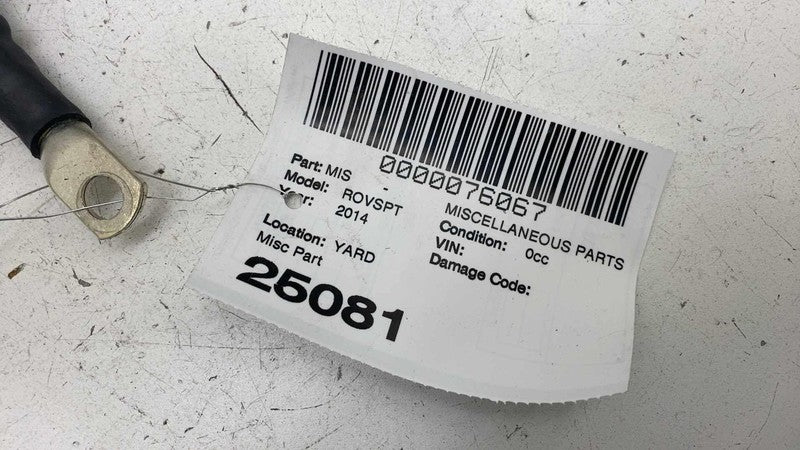 0000076067
Part: MIS - MISCELLANEOUS PARTS
Model: ROVSPT Condition: 0cc
Year: 2014 VIN:
Damage Code:
Location: YARD
Misc Part
25081